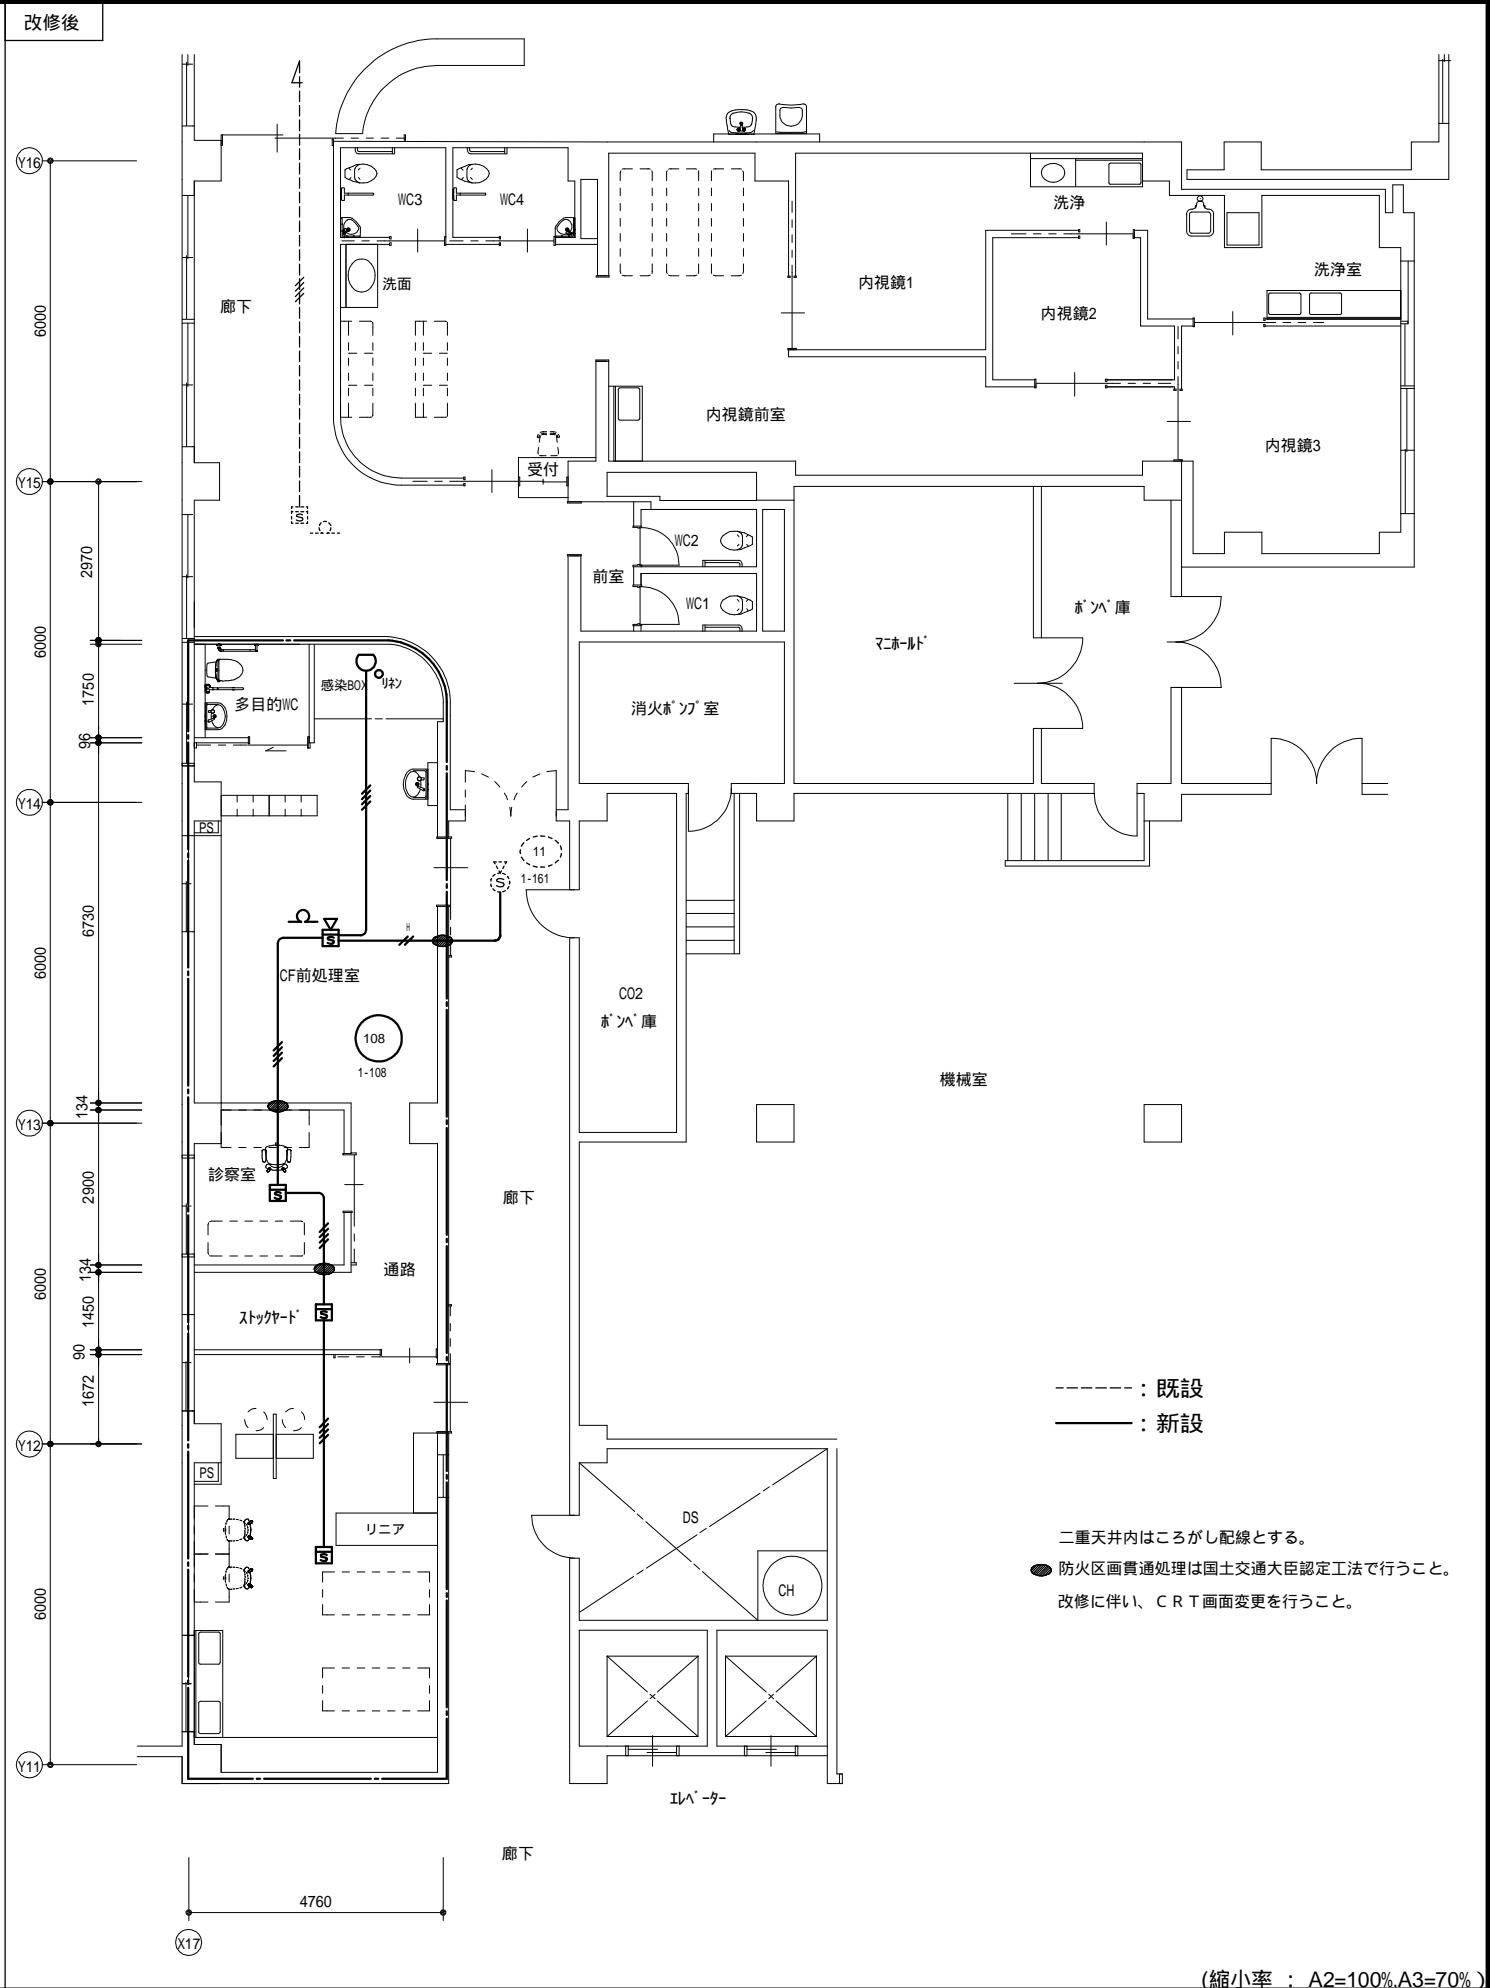 改修後
Y16
WC3
WC4
洗浄
洗浄室
洗面
廊下
内視鏡1
内視鏡2
6000
内視鏡前室
内視鏡3
受付
Y15
S
WC2
2970
前室
WC1
ボンベ庫
6000
マニホールド
感染BOX
リネン
1750
多目的WC
消火ポンプ室
96
Y14
PS
11
S
1-161
6730
S
H
6000
CF前処理室
CO2
ボンベ庫
108
1-108
機械室
134
Y13
診察室
2900
S
廊下
134
通路
6000
1450
S
ストックヤード
90
1672
：既設
：新設
Y12
PS
DS
リニア
S
二重天井内はころがし配線とする。
防火区画貫通処理は国土交通大臣認定工法で行うこと。
CH
改修に伴い、ＣＲＴ画面変更を行うこと。
6000
Y11
エレベーター
廊下
4760
X17
(縮小率 ： A2=100%,A3=70% )